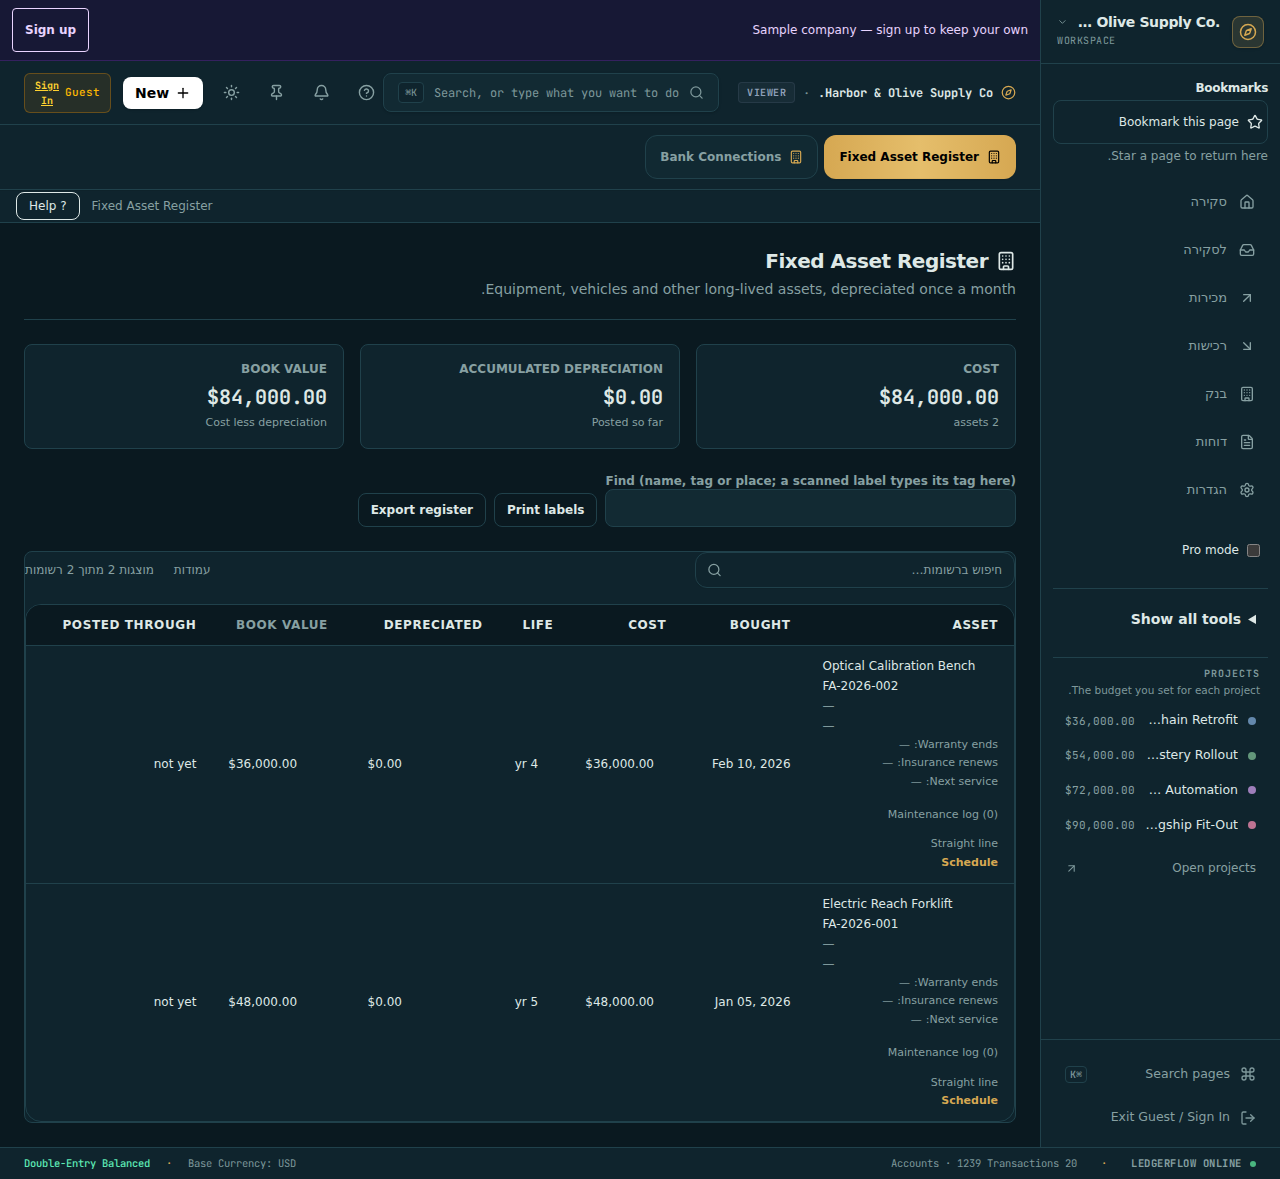 Sample company — sign up to keep your own
Sign up
... Olive Supply Co.
WORKSPACE
.Harbor & Olive Supply Co · VIEWER
Search, or type what you want to do ⌘K
New +
Guest Sign In
Bookmarks
Bookmark this page
.Star a page to return here
Fixed Asset Register
Bank Connections
Fixed Asset Register
Help ?
סקירה
לסקירה
מכירות
רכישות
בנק
דוחות
הגדרות
Pro mode
Show all tools
PROJECTS
.The budget you set for each project
...hain Retrofit $36,000.00
...stery Rollout $54,000.00
... Automation $72,000.00
...gship Fit-Out $90,000.00
Open projects
Search pages K⌘
Exit Guest / Sign In
Fixed Asset Register
.Equipment, vehicles and other long-lived assets, depreciated once a month
COST
$84,000.00
assets 2
ACCUMULATED DEPRECIATION
$0.00
Posted so far
BOOK VALUE
$84,000.00
Cost less depreciation
Find (name, tag or place; a scanned label types its tag here)
Print labels
Export register
חיפוש ברשומות...
עמודות
מוצגות 2 מתוך 2 רשומות
ASSET BOUGHT COST LIFE DEPRECIATED BOOK VALUE POSTED THROUGH
Optical Calibration Bench
FA-2026-002
—
—
— :Warranty ends
— :Insurance renews
— :Next service
Maintenance log (0)
Straight line
Schedule
Feb 10, 2026 $36,000.00 yr 4 $0.00 $36,000.00 not yet
Electric Reach Forklift
FA-2026-001
—
—
— :Warranty ends
— :Insurance renews
— :Next service
Maintenance log (0)
Straight line
Schedule
Jan 05, 2026 $48,000.00 yr 5 $0.00 $48,000.00 not yet
LEDGERFLOW ONLINE · Accounts · 1239 Transactions 20
Base Currency: USD · Double-Entry Balanced